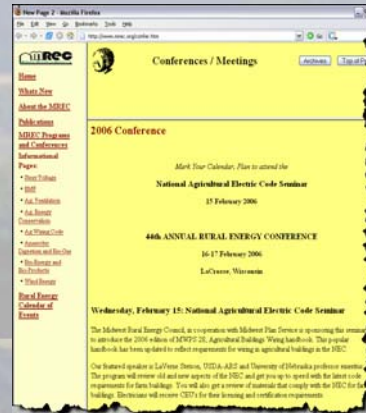 New Page 2 - Mozilla Firefox
File Edit View Go Bookmarks Tools Help
MREC
Conferences / Meetings
Archives
Top of P
Home
Whats New
About the MREC
Publications
MREC Programs
and Conferences
Informational
Pages:
• Stray Voltage
• EMF
• Ag Ventilation
• Ag Energy
Conservation
• Ag Wiring Code
• Anaerobic
Digestion and Bio Gas
• Bio Energy and
Bio Products
• Wind Energy
Rural Energy
Calendar of
Events
2006 Conference
Mark Your Calendar, Plan to attend the
National Agricultural Electric Code Seminar
15 February 2006
44th ANNUAL RURAL ENERGY CONFERENCE
16-17 February 2006
LaCrosse, Wisconsin
Wednesday, February 15: National Agricultural Electric Code Seminar
The Midwest Rural Energy Council, in cooperation with Midwest Plan Service is sponsoring this seminar
to introduce the 2006 edition of MWPS 28, Agricultural Buildings Wiring handbook. This popular
handbook has been updated to reflect requirements for wiring in agricultural buildings in the NEC.
Our featured speaker is LaVerne Stetson, USDA-ARS and University of Nebraska professor emeritus
The program will review old and new aspects of the NEC and get you up to speed with the latest code
requirements for farm buildings. You will also get a review of materials that comply with the NEC for far
buildings. Electricians will receive CEU's for their licensing and certification requirements.